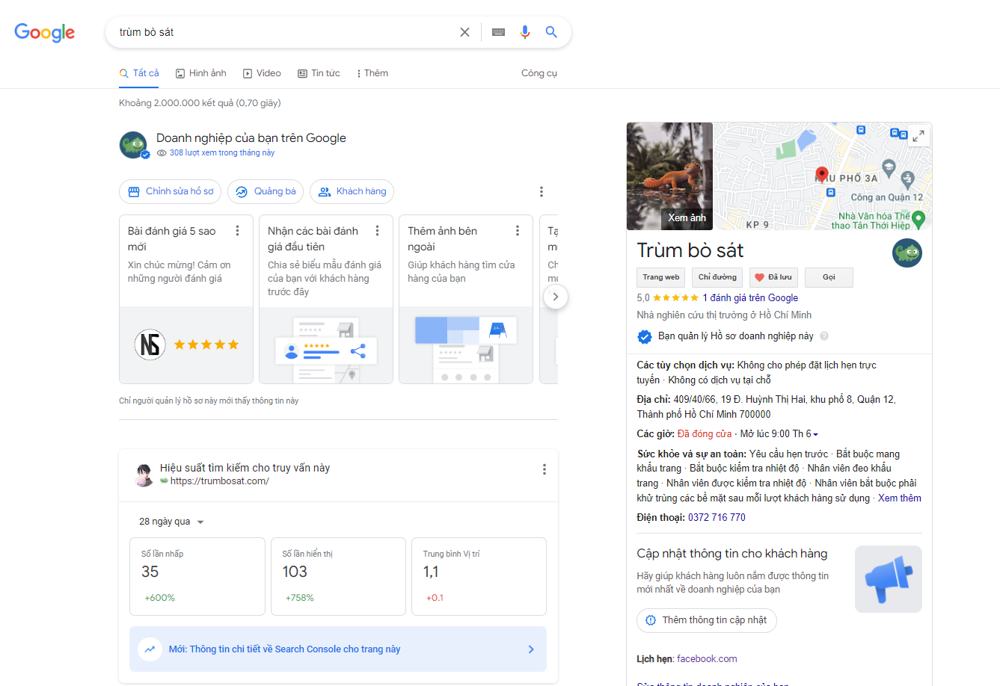 Google
trùm bò sát
Tất cả
Hình ảnh
Video
Tin tức
Thêm
Công cụ
Khoảng 2.000.000 kết quả (0,70 giây)
Doanh nghiệp của bạn trên Google
308 lượt xem trong tháng này
Chỉnh sửa hồ sơ
Quảng bá
Khách hàng
Bài đánh giá 5 sao
mới
Xin chúc mừng! Cảm ơn
những người đánh giá
NS
Nhận các bài đánh
giá đầu tiên
Chia sẻ biểu mẫu đánh giá
của bạn với khách hàng
trước đây
Thêm ảnh bên
ngoài
Giúp khách hàng tìm cửa
hàng của bạn
Chỉ người quản lý hồ sơ này mới thấy thông tin này
Hiệu suất tìm kiếm cho truy vấn này
https://trumbosat.com/
28 ngày qua
Số lần nhấp
35
+600%
Số lần hiển thị
103
+758%
Trung bình Vị trí
1,1
+0.1
Mới: Thông tin chi tiết về Search Console cho trang này
Xem ảnh
KHU PHỐ 3A
Công an Quận 12
Nhà Văn hóa Thể
thao Tân Thới Hiệp
KP 9
Trùm bò sát
Trang web
Chỉ đường
Đã lưu
Gọi
5,0
1 đánh giá trên Google
Nhà nghiên cứu thị trường ở Hồ Chí Minh
Bạn quản lý Hồ sơ doanh nghiệp này
Các tùy chọn dịch vụ: Không cho phép đặt lịch hẹn trực
tuyến · Không có dịch vụ tại chỗ
Địa chỉ: 409/40/66, 19 Đ. Huỳnh Thị Hai, khu phố 8, Quận 12,
Thành phố Hồ Chí Minh 700000
Các giờ: Đã đóng cửa · Mở lúc 9:00 Th 6
Sức khỏe và sự an toàn: Yêu cầu hẹn trước · Bắt buộc mang
khẩu trang · Bắt buộc kiểm tra nhiệt độ · Nhân viên đeo khẩu
trang · Nhân viên được kiểm tra nhiệt độ · Nhân viên bắt buộc phải
khử trùng các bề mặt sau mỗi lượt khách hàng sử dụng · Xem thêm
Điện thoại: 0372 716 770
Cập nhật thông tin cho khách hàng
Hãy giúp khách hàng luôn nắm được thông tin
mới nhất về doanh nghiệp của bạn
Thêm thông tin cập nhật
Lịch hẹn: facebook.com